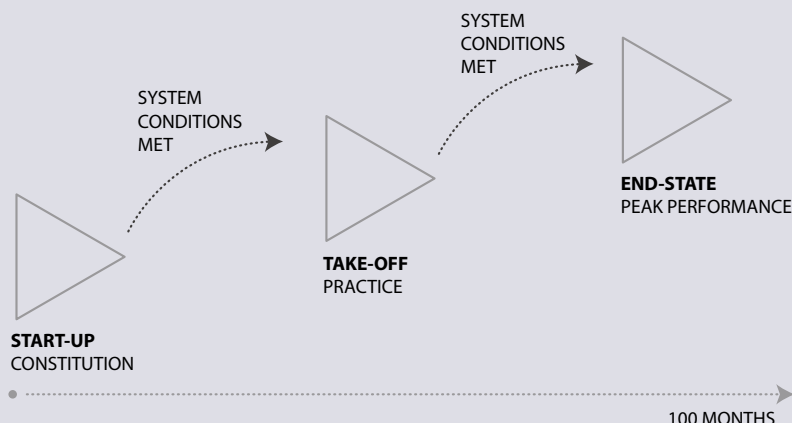 SYSTEM
CONDITIONS
MET
SYSTEM
CONDITIONS
MET
START-UP
CONSTITUTION
TAKE-OFF
PRACTICE
END-STATE
PEAK PERFORMANCE
100 MONTHS